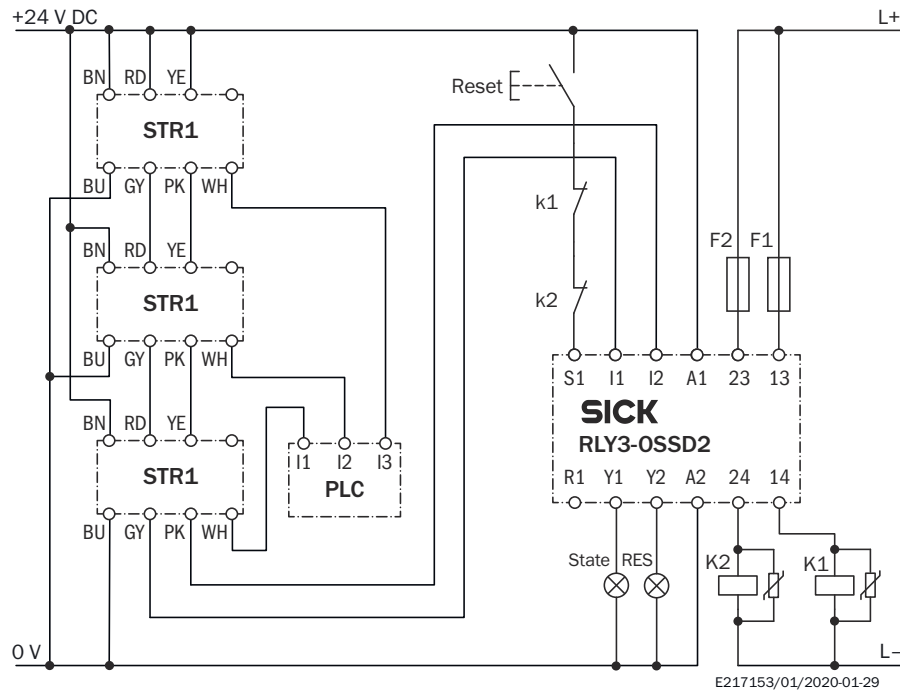 +24 V DC
L+
BN RD YE
Reset
STR1
BU GY PK WH
k1
BN RD YE
F2 F1
STR1
k2
BU GY PK WH
S1 I1 I2 A1 23 13
SICK
RLY3-OSSD2
BN RD YE
I1 I2 I3
PLC
STR1
R1 Y1 Y2 A2 24 14
BU GY PK WH
State RES
K2 K1
0 V
L–
E217153/01/2020-01-29